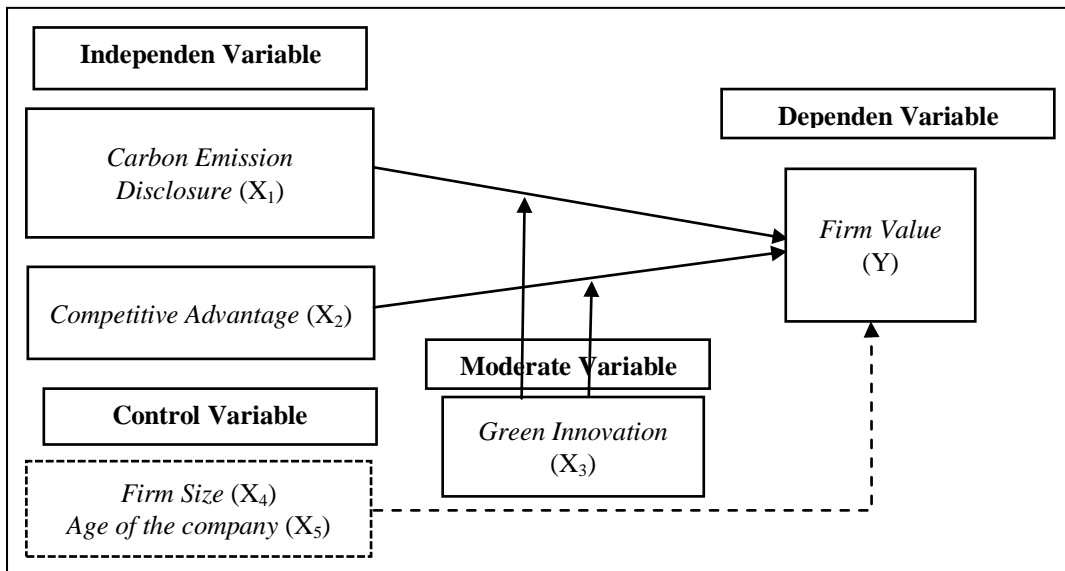 Independen Variable
Carbon Emission
Disclosure (X₁)
Competitive Advantage (X₂)
Control Variable
Firm Size (X₄)
Age of the company (X₅)
Moderate Variable
Green Innovation
(X₃)
Dependen Variable
Firm Value
(Y)